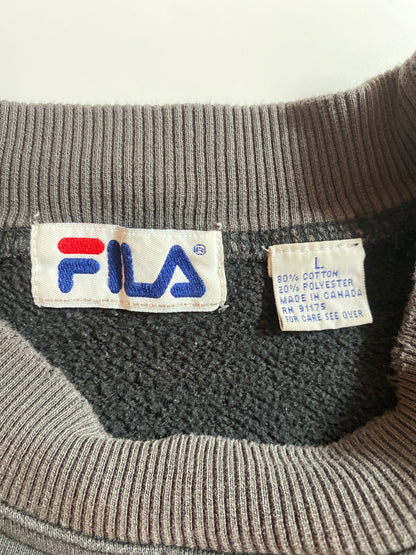 FILA®
L
80% COTTON
20% POLYESTER
MADE IN CANADA
RN 91175
FOR CARE SEE OVER